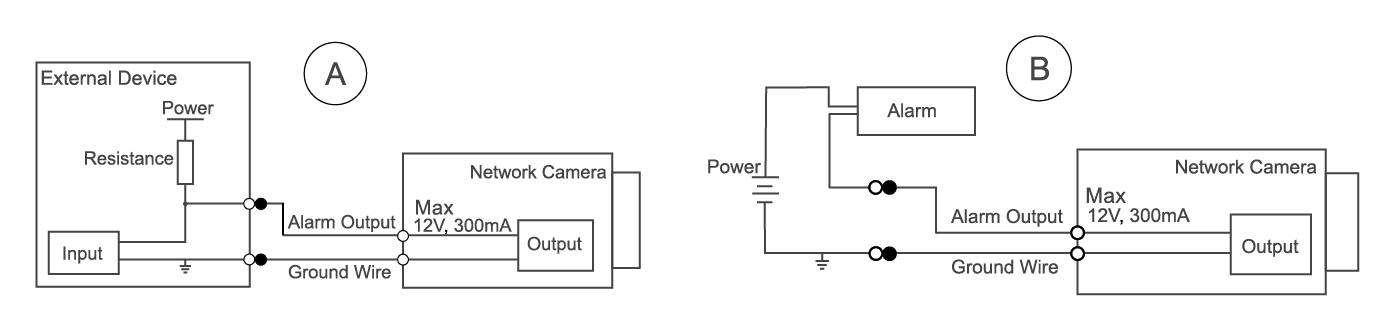 A
External Device
Power
Resistance
Network Camera
Max
12V, 300mA
Alarm Output
Input
Output
Ground Wire
B
Alarm
Power
Network Camera
Max
12V, 300mA
Alarm Output
Output
Ground Wire